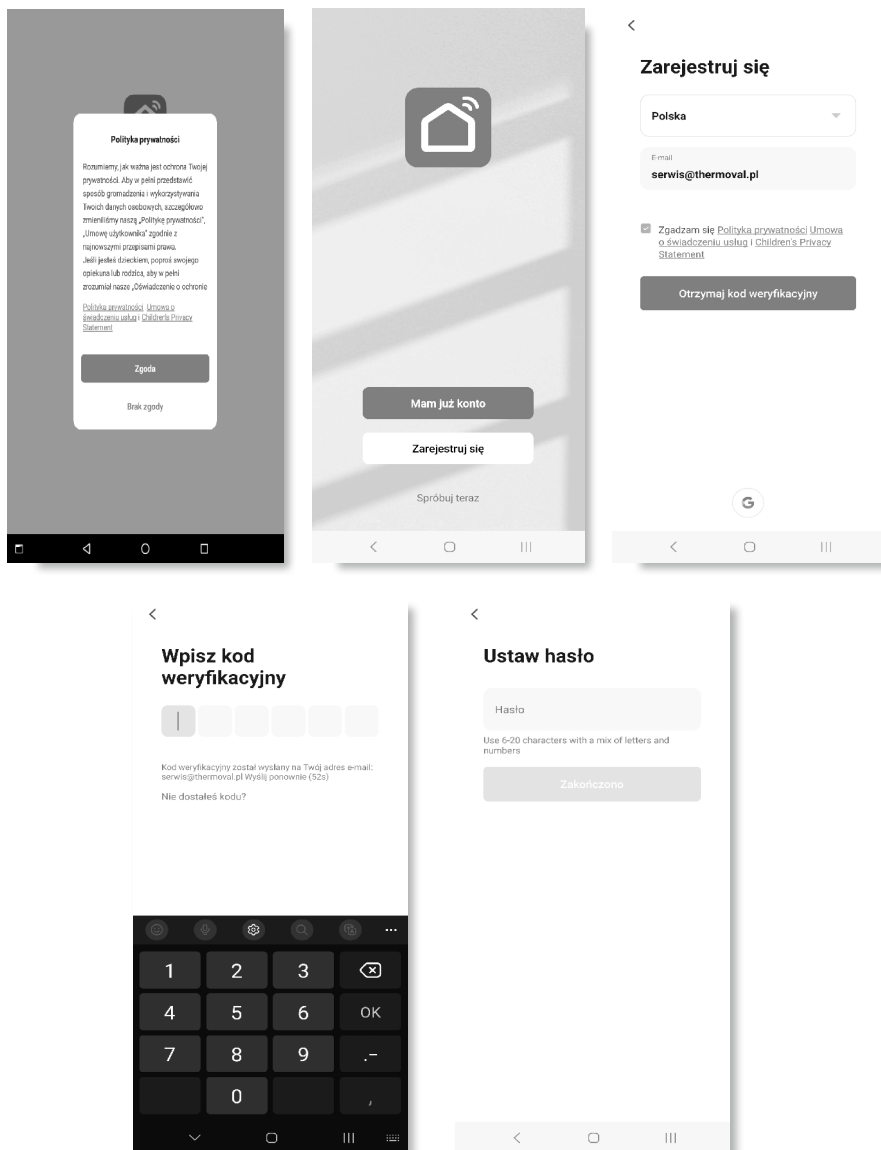 Polityka prywatności
Rozumiemy, jak ważna jest ochrona Twojej
prywatności. Aby w pełni przedstawić
sposób gromadzenia i wykorzystywania
Twoich danych osobowych, szczegółowo
zmieniliśmy naszą „Politykę prywatności”,
„Umowę użytkownika” zgodnie z
najnowszymi przepisami prawa.
Jeśli jesteś dzieckiem, poproś swojego
opiekuna lub rodzica, aby w pełni
zrozumiał nasze „Oświadczenie o ochronie
Polityka prywatności Umowa o
świadczeniu usług i Children's Privacy
Statement
Zgoda
Brak zgody
Mam już konto
Zarejestruj się
Spróbuj teraz
Zarejestruj się
Polska
E-mail
serwis@thermoval.pl
Zgadzam się Polityka prywatności Umowa
o świadczeniu usług i Children's Privacy
Statement
Otrzymaj kod weryfikacyjny
G
Wpisz kod
weryfikacyjny
Kod weryfikacyjny został wysłany na Twój adres e-mail:
serwis@thermoval.pl Wyślij ponownie (52s)
Nie dostałeś kodu?
1 2 3
4 5 6 OK
7 8 9 .-
0 ,
Ustaw hasło
Hasło
Use 6-20 characters with a mix of letters and
numbers
Zakończono